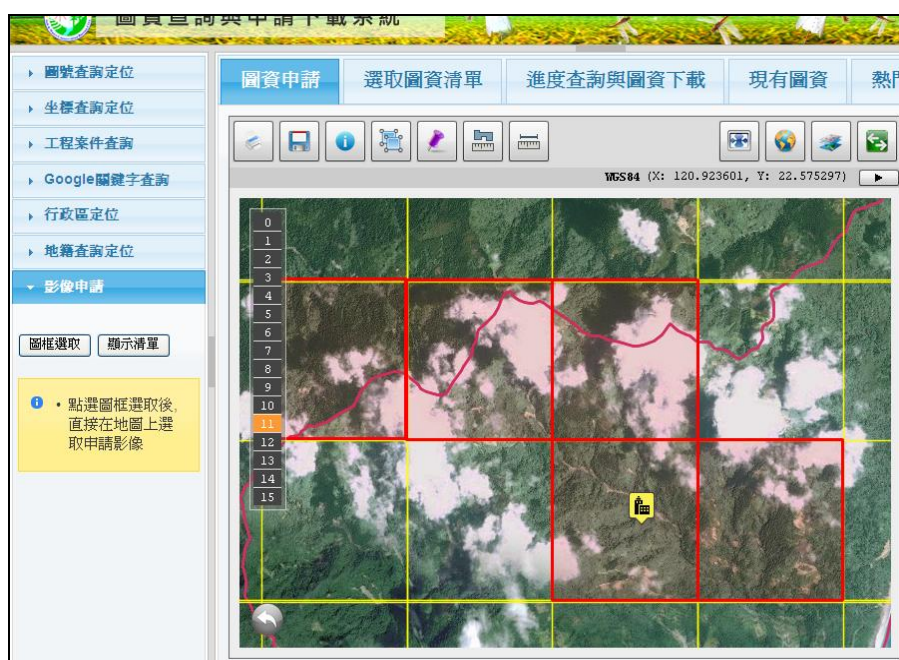 圖資查詢與申請下載系統
圖號查詢定位
坐標查詢定位
工程案件查詢
Google關鍵字查詢
行政區定位
地籍查詢定位
影像申請
圖框選取 顯示清單
• 點選圖框選取後,
直接在地圖上選
取申請影像
圖資申請 選取圖資清單 進度查詢與圖資下載 現有圖資 熱門
WGS84 (X: 120.923601, Y: 22.575297)
0
1
2
3
4
5
6
7
8
9
10
11
12
13
14
15